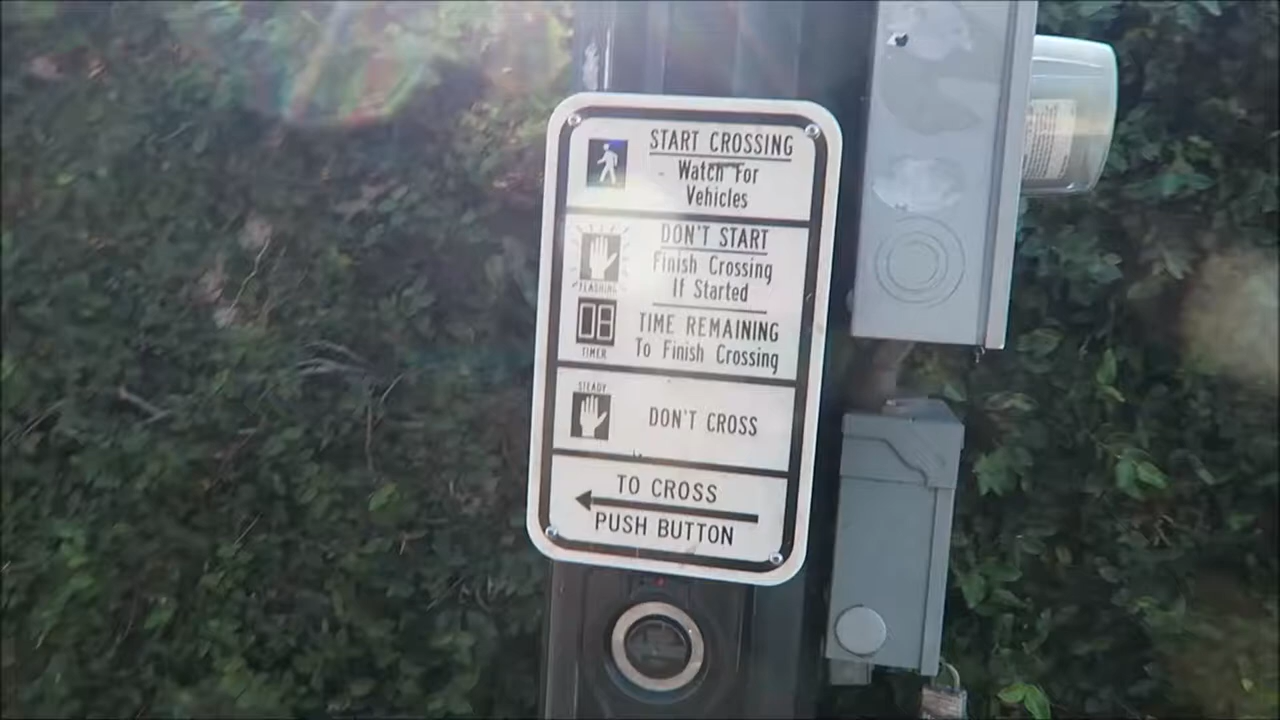 START CROSSING
Watch For
Vehicles
DON'T START
Finish Crossing
If Started
FLASHING
08
TIME REMAINING
To Finish Crossing
TIMER
STEADY
DON'T CROSS
TO CROSS
PUSH BUTTON